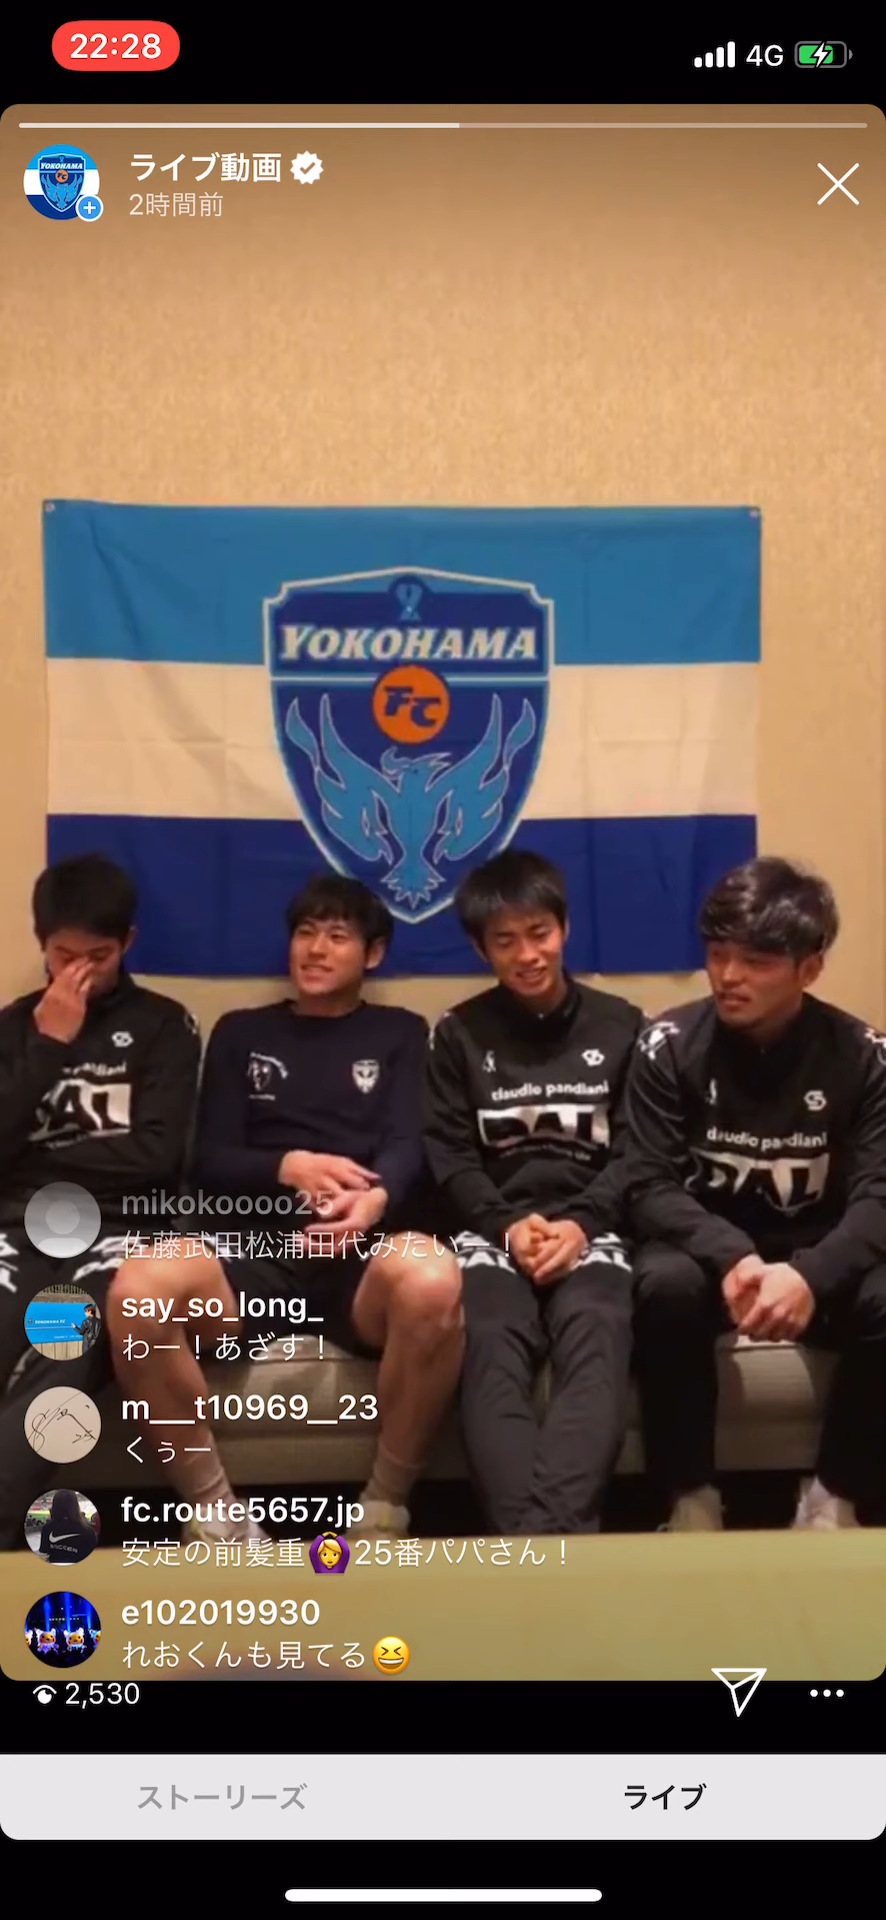 22:28
4G
ライブ動画
2時間前
YOKOHAMA
FC
claudio pandiani
DAL
claudio pandiani
DAL
mikokoooo25
佐藤武田松浦田代みたいー！
say_so_long_
わー！あざす！
m__t10969__23
くぅー
fc.route5657.jp
安定の前髪重🙆‍♀️25番パパさん！
e102019930
れおくんも見てる😆
2,530
ストーリーズ
ライブ